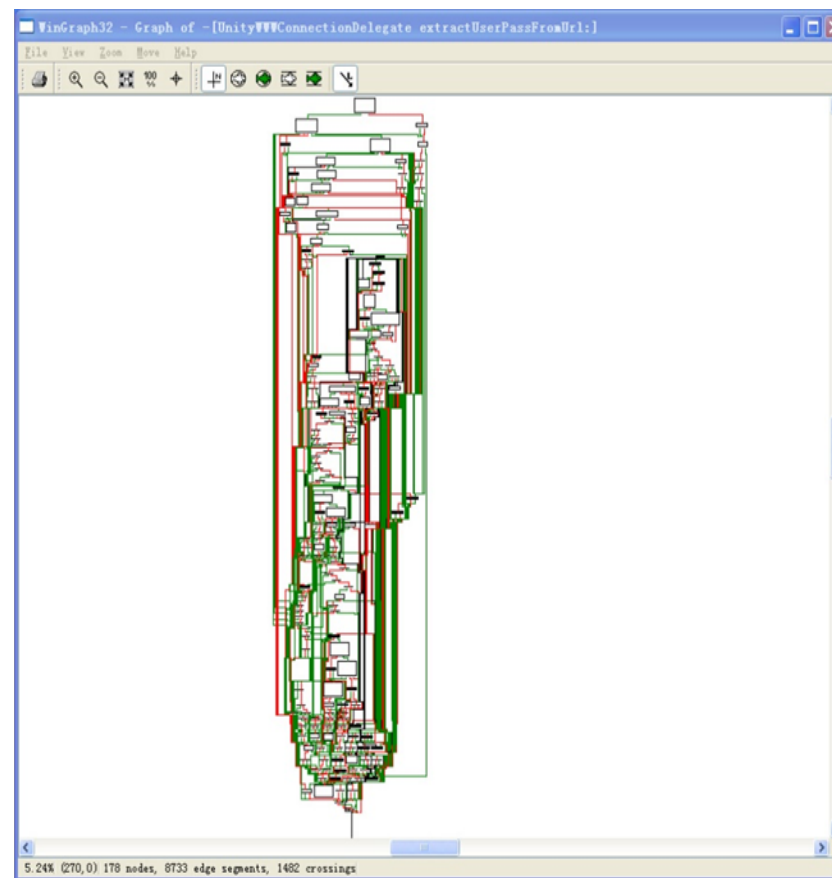 WinGraph32 - Graph of -[UnityWWWConnectionDelegate extractUserPassFromUrl:]
File View Zoom Move Help
100 %
N
5.24% (270,0) 178 nodes, 8733 edge segments, 1482 crossings